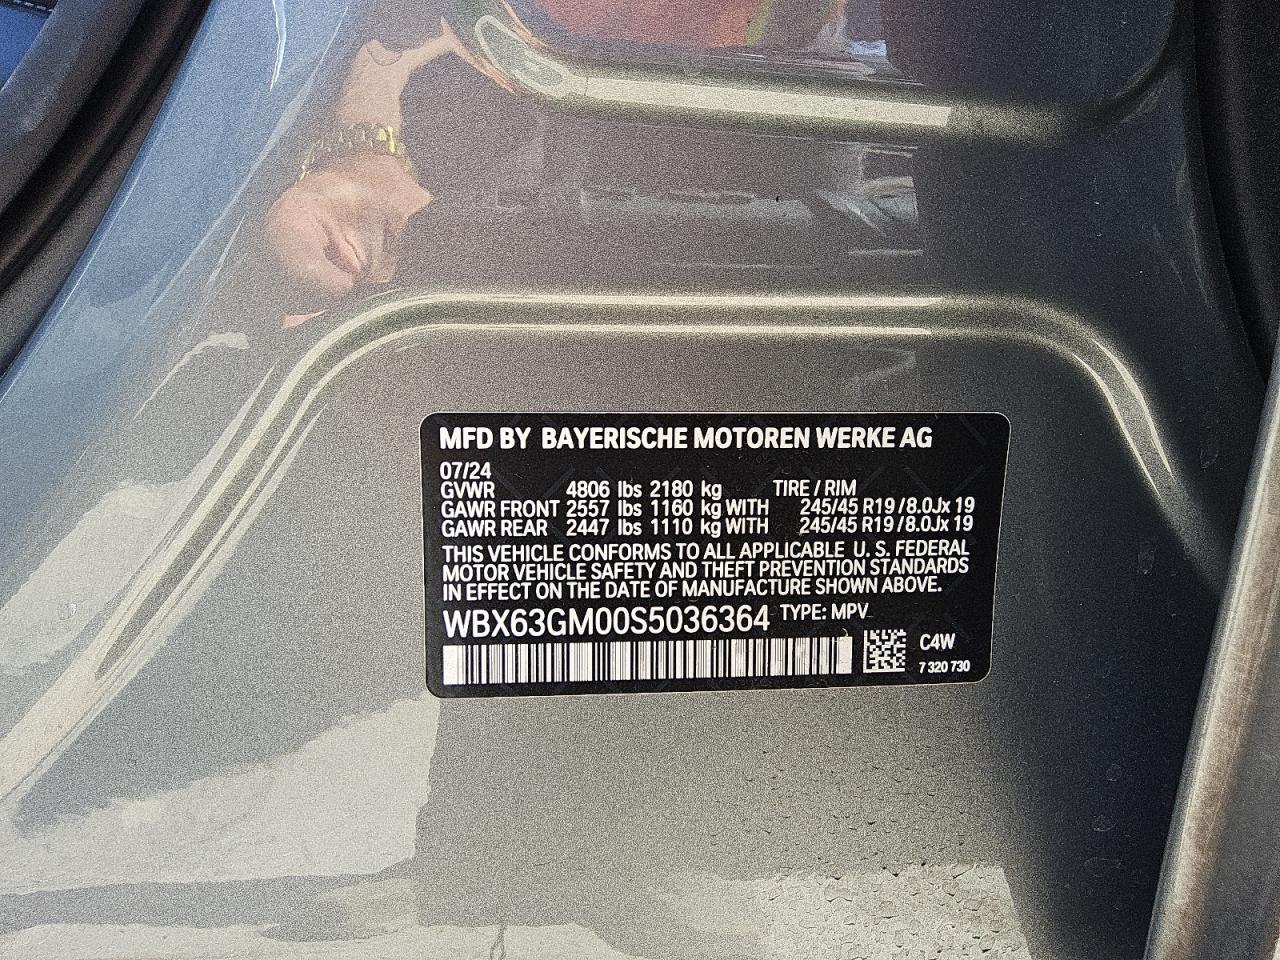 MFD BY BAYERISCHE MOTOREN WERKE AG
07/24
GVWR 4806 lbs 2180 kg TIRE / RIM
GAWR FRONT 2557 lbs 1160 kg WITH 245/45 R19 / 8.0Jx 19
GAWR REAR 2447 lbs 1110 kg WITH 245/45 R19 / 8.0Jx 19
THIS VEHICLE CONFORMS TO ALL APPLICABLE U. S. FEDERAL
MOTOR VEHICLE SAFETY AND THEFT PREVENTION STANDARDS
IN EFFECT ON THE DATE OF MANUFACTURE SHOWN ABOVE.
WBX63GM00S5036364 TYPE: MPV
C4W
7 320 730